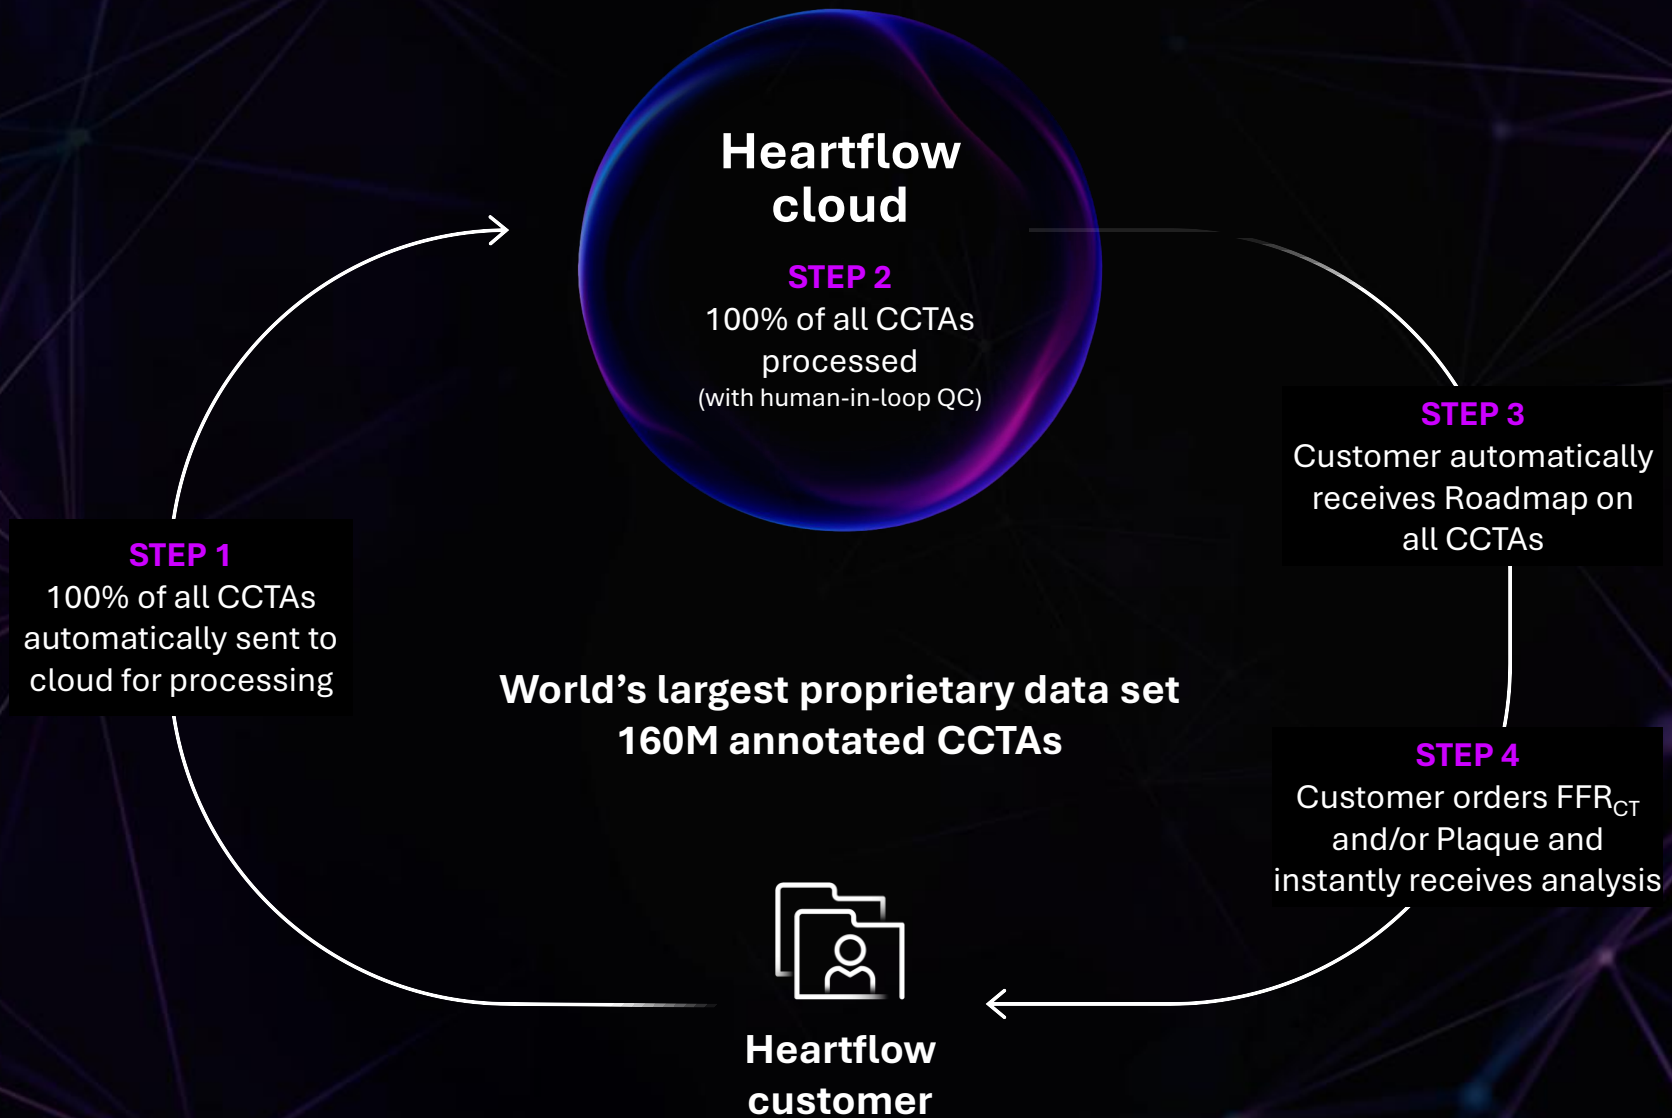 Heartflow
cloud
STEP 2
100% of all CCTAs
processed
(with human-in-loop QC)
STEP 3
Customer automatically
receives Roadmap on
all CCTAs
STEP 1
100% of all CCTAs
automatically sent to
cloud for processing
World's largest proprietary data set
160M annotated CCTAs
STEP 4
Customer orders FFRCT
and/or Plaque and
instantly receives analysis
Heartflow
customer